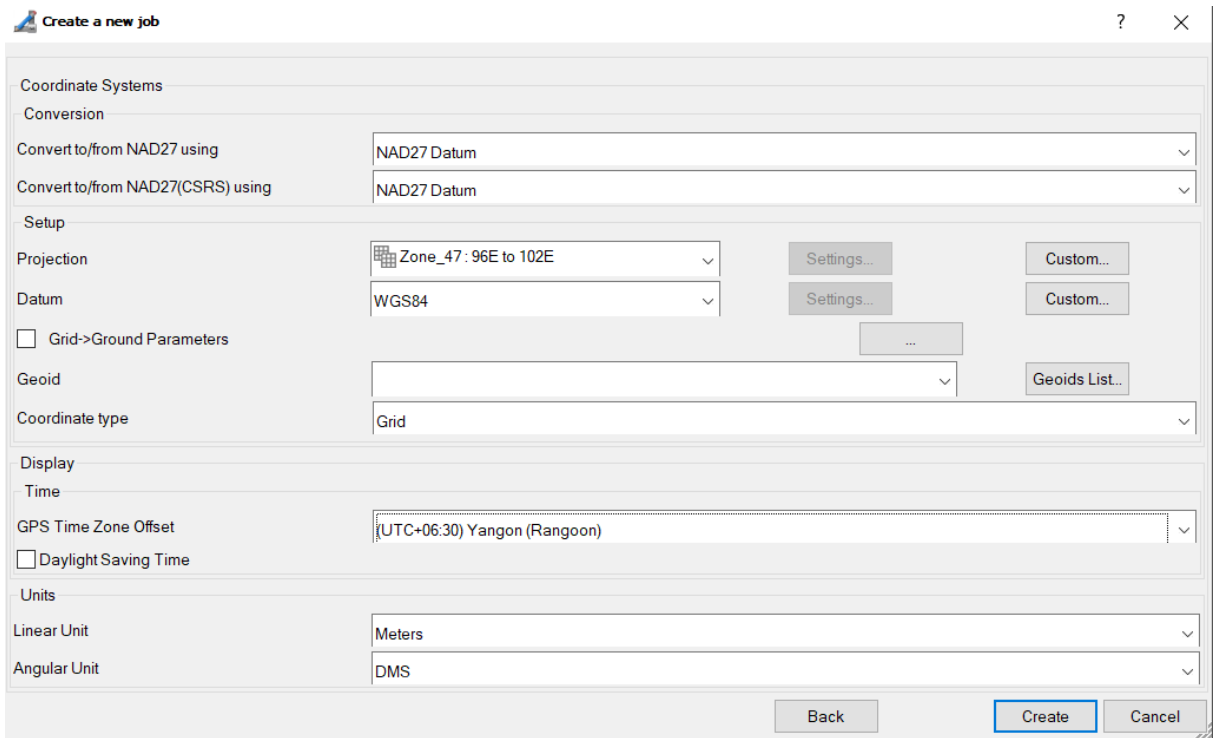 Create a new job ?
Coordinate Systems
Conversion
Convert to/from NAD27 using NAD27 Datum
Convert to/from NAD27(CSRS) using NAD27 Datum
Setup
Projection Zone_47 : 96E to 102E Settings... Custom...
Datum WGS84 Settings... Custom...
Grid->Ground Parameters ...
Geoid Geoids List...
Coordinate type Grid
Display
Time
GPS Time Zone Offset (UTC+06:30) Yangon (Rangoon)
Daylight Saving Time
Units
Linear Unit Meters
Angular Unit DMS
Back Create Cancel